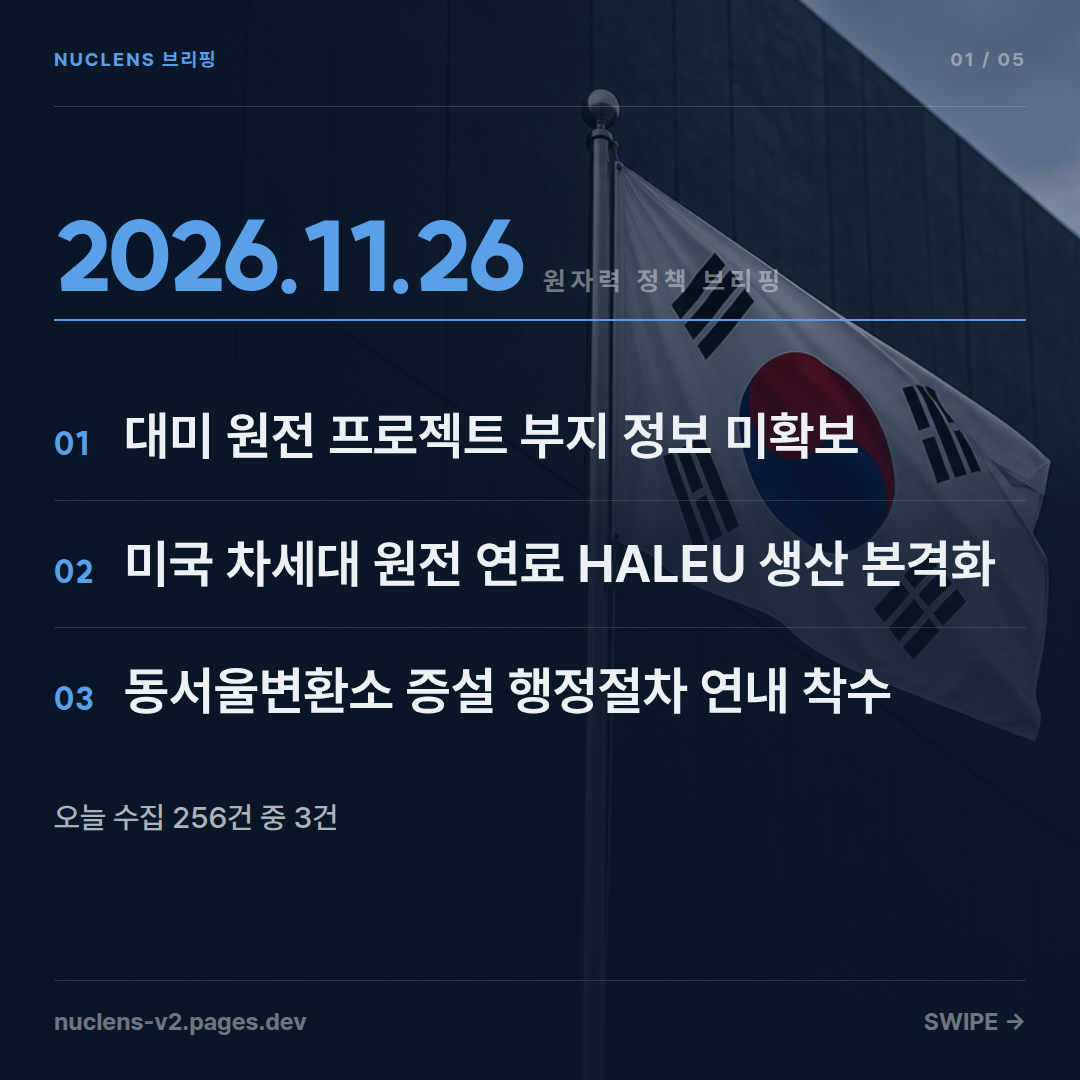 NUCLENS 브리핑
01 / 05
2026.11.26 원자력 정책 브리핑
01 대미 원전 프로젝트 부지 정보 미확보
02 미국 차세대 원전 연료 HALEU 생산 본격화
03 동서울변환소 증설 행정절차 연내 착수
오늘 수집 256건 중 3건
nuclens-v2.pages.dev
SWIPE →